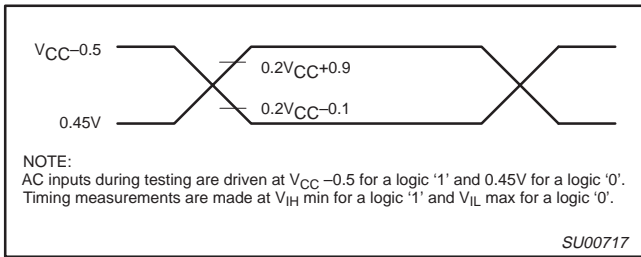 VCC–0.5
0.2VCC+0.9
0.2VCC–0.1
0.45V
NOTE:
AC inputs during testing are driven at VCC –0.5 for a logic ‘1’ and 0.45V for a logic ‘0’.
Timing measurements are made at VIH min for a logic ‘1’ and VIL max for a logic ‘0’.
SU00717